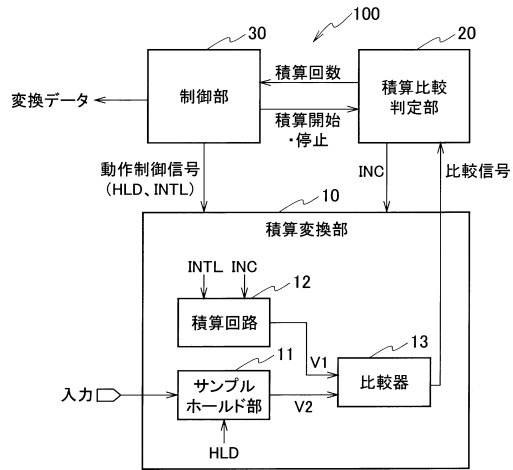 100
30
20
積算回数
変換データ
制御部
積算比較
判定部
積算開始
・停止
動作制御信号
(HLD、INTL)
INC
比較信号
10
積算変換部
INTL
INC
12
積算回路
11
V1
13
入力
サンプル
ホールド部
V2
比較器
HLD